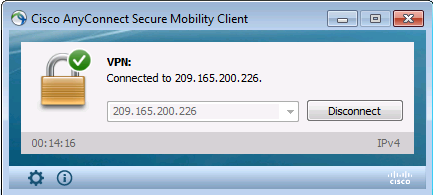 Cisco AnyConnect Secure Mobility Client
VPN:
Connected to 209.165.200.226.
209.165.200.226
Disconnect
00:14:16
IPv4
cisco